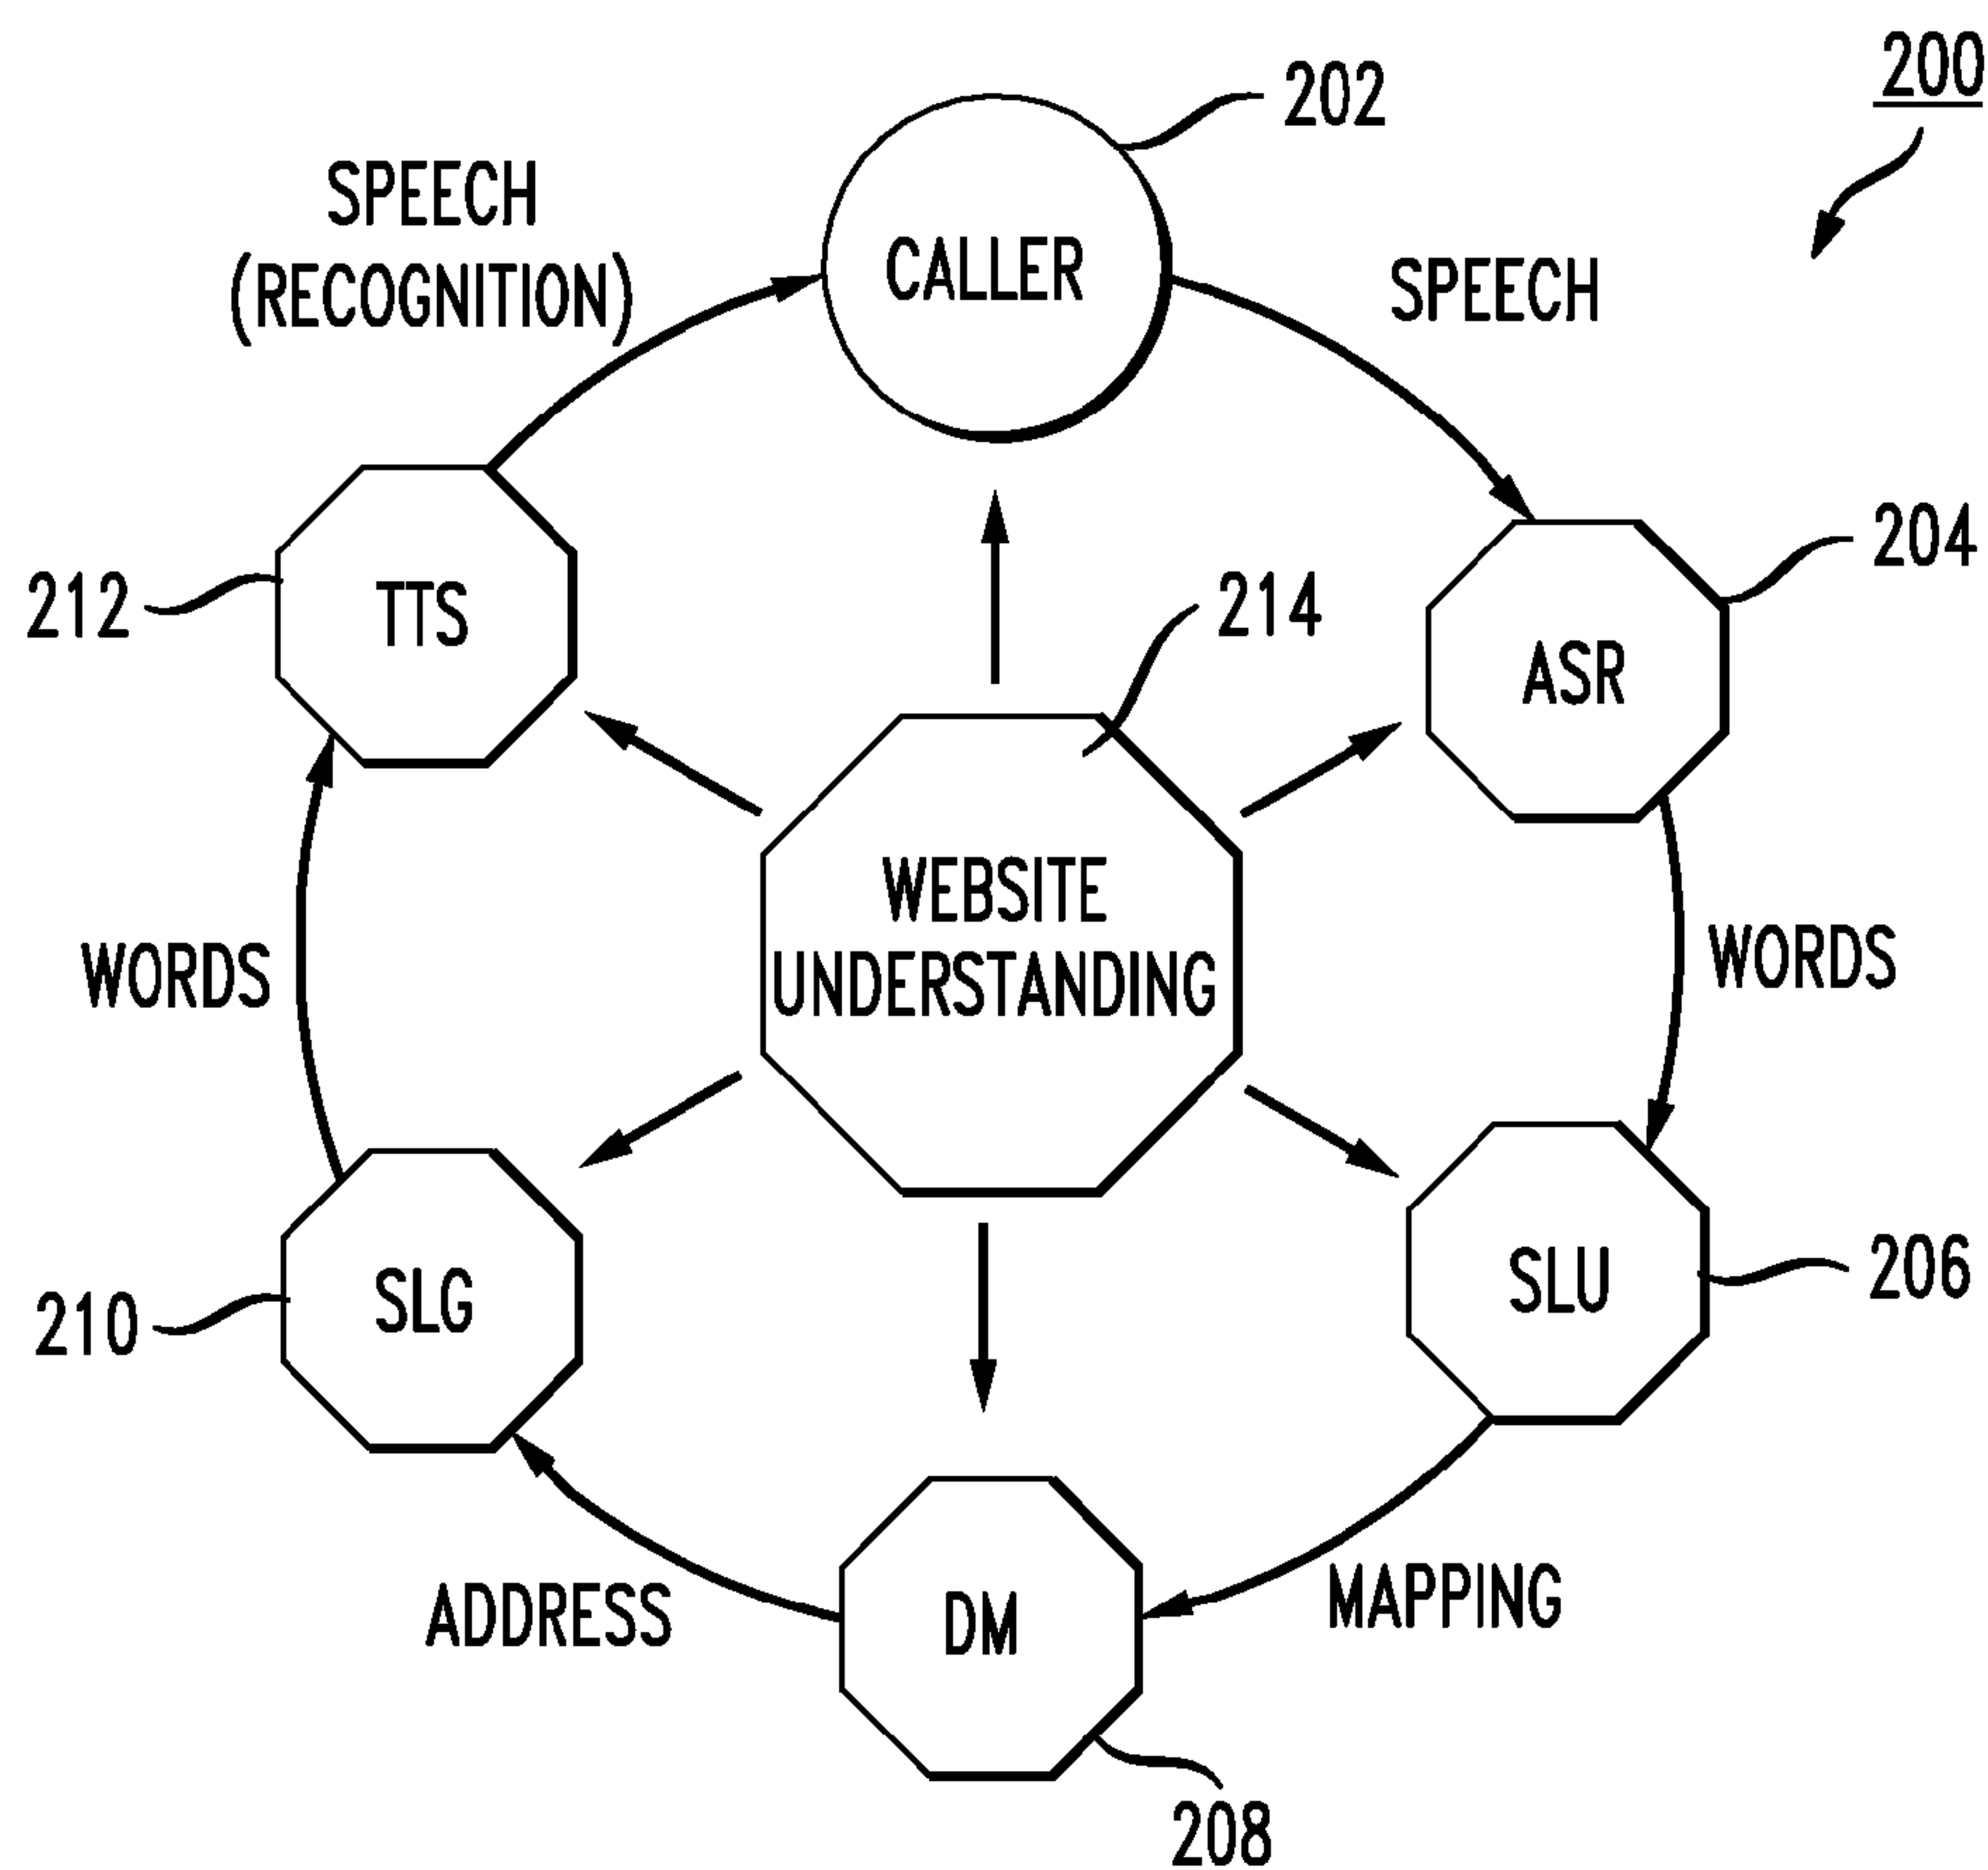 200
202
SPEECH
(RECOGNITION)
CALLER
SPEECH
204
212
TTS
214
ASR
WEBSITE
UNDERSTANDING
WORDS
WORDS
210
SLG
SLU
206
ADDRESS
DM
MAPPING
208